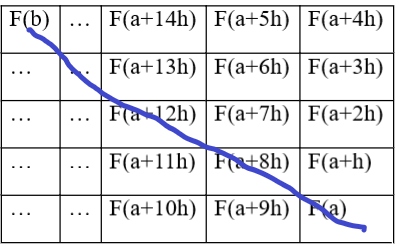 F(b) … F(a+14h) F(a+5h) F(a+4h)
… … F(a+13h) F(a+6h) F(a+3h)
… … F(a+12h) F(a+7h) F(a+2h)
… … F(a+11h) F(a+8h) F(a+h)
… … F(a+10h) F(a+9h) F(a)